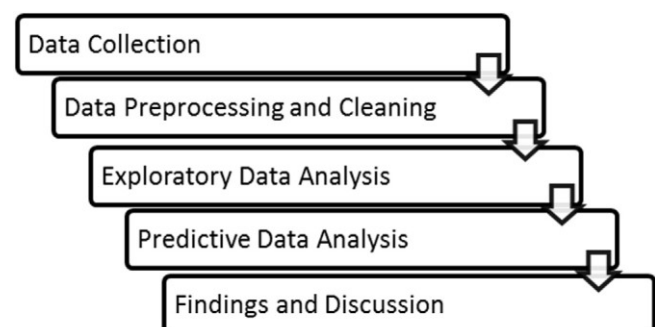 Data Collection
Data Preprocessing and Cleaning
Exploratory Data Analysis
Predictive Data Analysis
Findings and Discussion